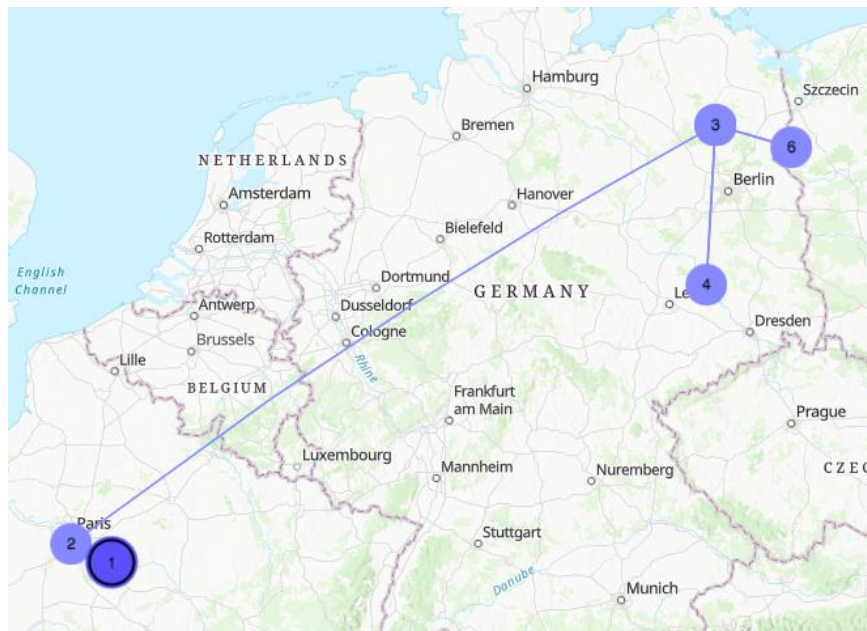 Hamburg
Szczecin
3
Bremen
6
NETHERLANDS
Berlin
Amsterdam
Hanover
Bielefeld
Rotterdam
English
Channel
Dortmund
4
GERMANY
Le
Antwerp
Dusseldorf
Dresden
Cologne
Brussels
Lille
Rhine
BELGIUM
Frankfurt
am Main
Prague
Luxembourg
Mannheim
Nuremberg
CZEC
Paris
2
1
Stuttgart
Danube
Munich